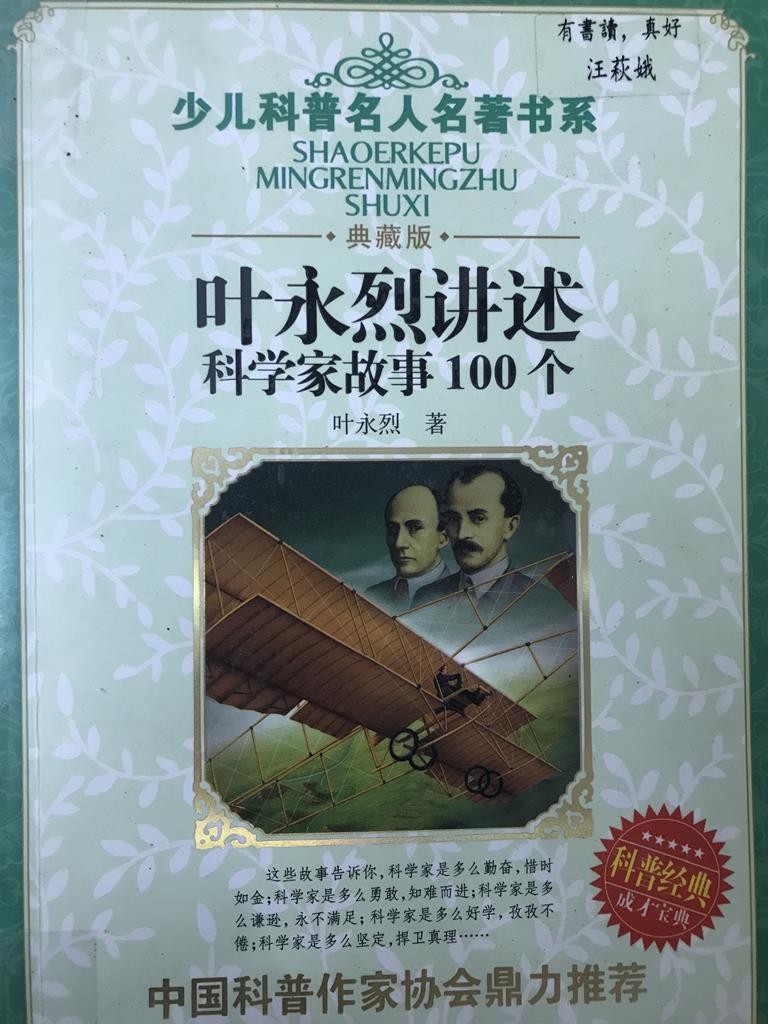 有書讀，真好
汪萩娥
少儿科普名人名著书系
SHAOERKEPU
MINGRENMINGZHU
SHUXI
典藏版
叶永烈讲述
科学家故事100个
叶永烈 著
这些故事告诉你，科学家是多么勤奋，惜时
如金；科学家是多么勇敢，知难而进；科学家是多
么谦逊，永不满足；科学家是多么好学，孜孜不
倦；科学家是多么坚定，捍卫真理……
科普经典
成才宝典
中国科普作家协会鼎力推荐